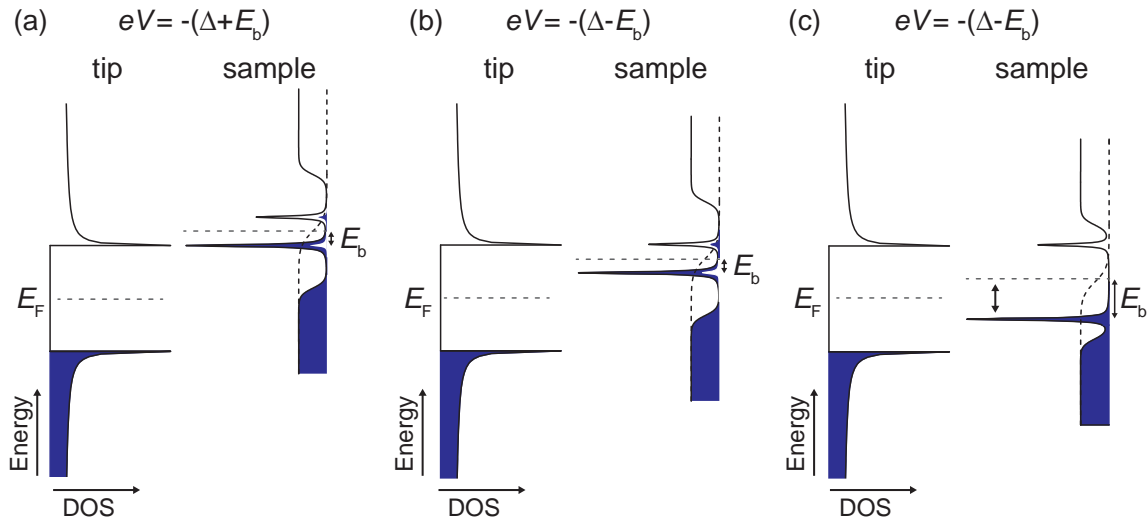 (a) eV = -(Δ+E_b)
tip sample
E_b
E_F
Energy
DOS
(b) eV = -(Δ-E_b)
tip sample
E_b
E_F
Energy
DOS
(c) eV = -(Δ-E_b)
tip sample
E_b
E_F
Energy
DOS